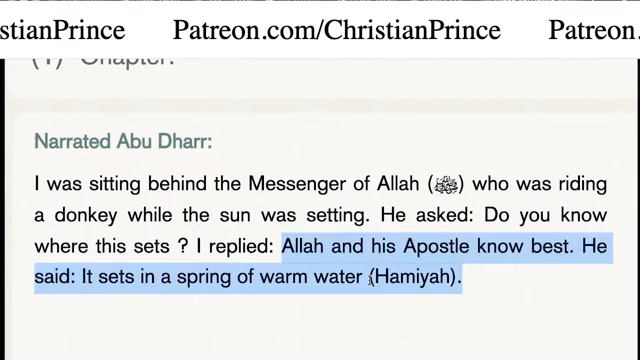 stianPrince Patreon.com/ChristianPrince Patreon.
(1) Chapter:
Narrated Abu Dharr:
I was sitting behind the Messenger of Allah (ﷺ) who was riding
a donkey while the sun was setting. He asked: Do you know
where this sets ? I replied: Allah and his Apostle know best. He
said: It sets in a spring of warm water (Hamiyah).